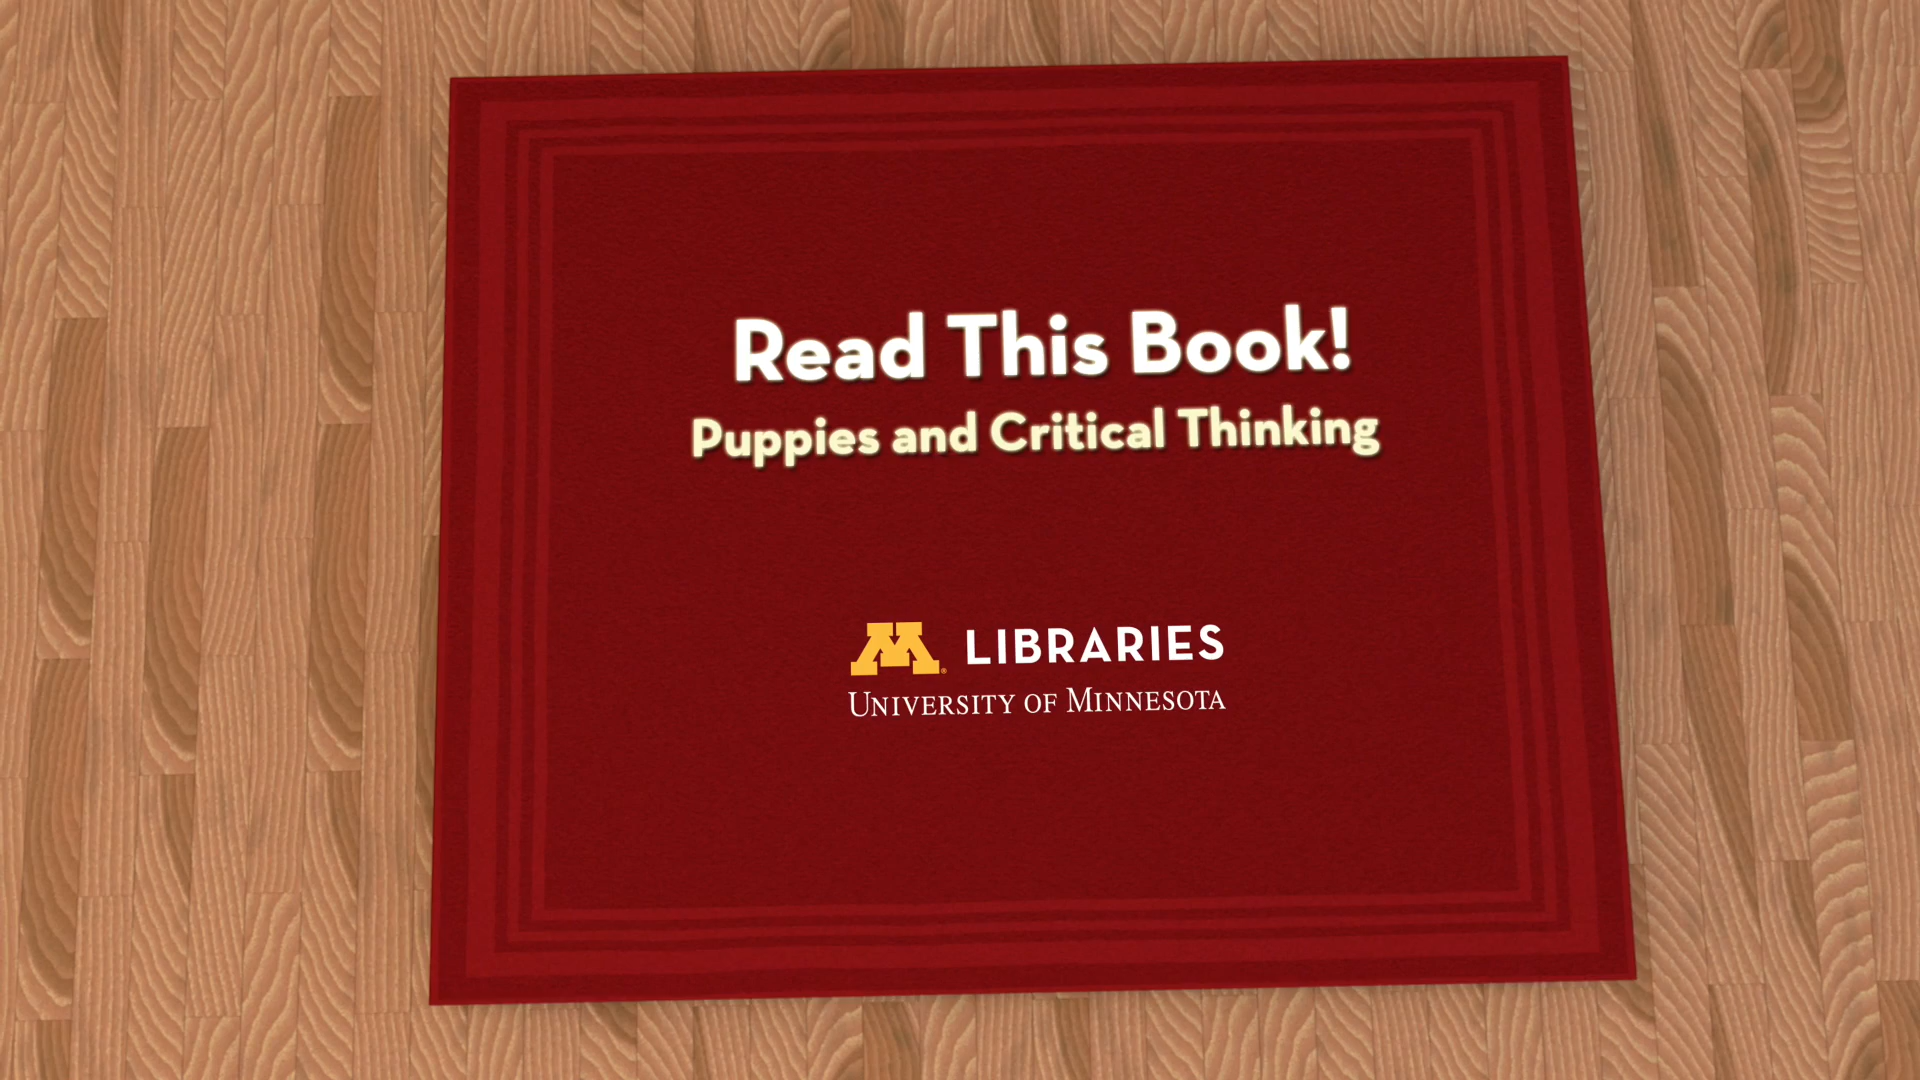 Read This Book!
Puppies and Critical Thinking
M® LIBRARIES
UNIVERSITY OF MINNESOTA